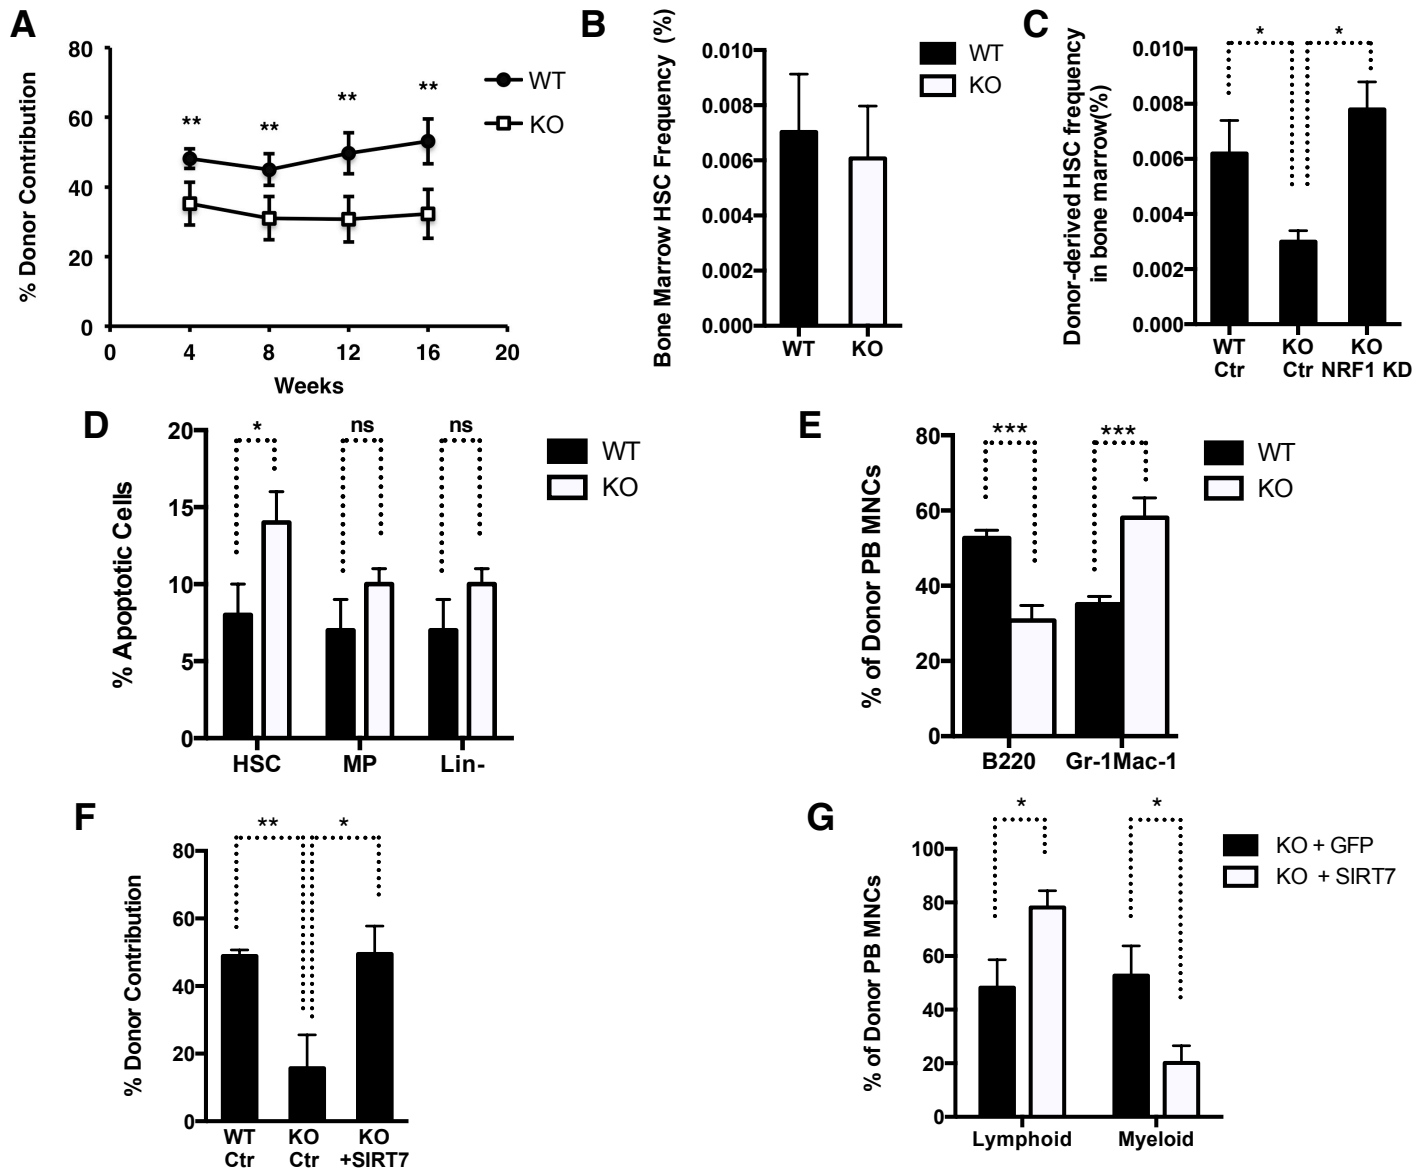 A
% Donor Contribution
80
60
40
20
0
** ** ** **
WT
KO
0 4 8 12 16 20
Weeks
B
Bone Marrow HSC Frequency (%)
0.010
0.008
0.006
0.004
0.002
0.000
WT KO
WT
KO
C
Donor-derived HSC frequency
in bone marrow(%)
0.010
0.008
0.006
0.004
0.002
0.000
* *
WT KO KO
Ctr Ctr NRF1 KD
D
% Apoptotic Cells
20
15
10
5
0
* ns ns
WT
KO
HSC MP Lin-
E
% of Donor PB MNCs
80
60
40
20
0
*** ***
WT
KO
B220 Gr-1Mac-1
F
% Donor Contribution
80
60
40
20
0
** *
WT KO KO
Ctr Ctr +SIRT7
G
% of Donor PB MNCs
100
80
60
40
20
0
* *
KO + GFP
KO + SIRT7
Lymphoid Myeloid